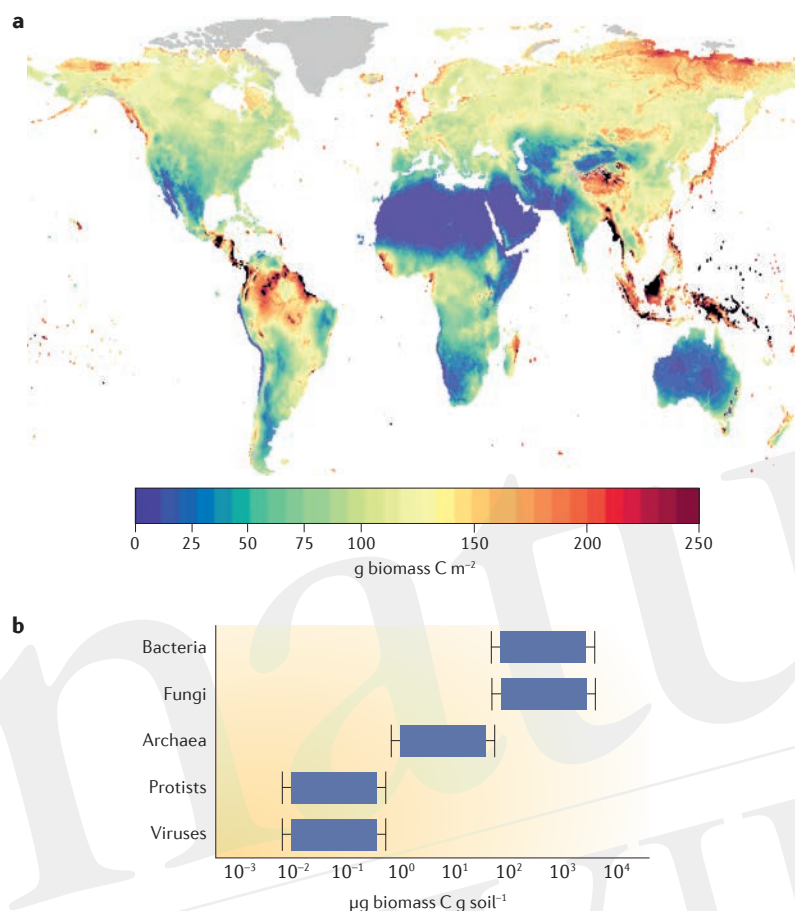 a
0 25 50 75 100 150 200 250
g biomass C m⁻²
b
Bacteria
Fungi
Archaea
Protists
Viruses
10⁻³ 10⁻² 10⁻¹ 10⁰ 10¹ 10² 10³ 10⁴
µg biomass C g soil⁻¹